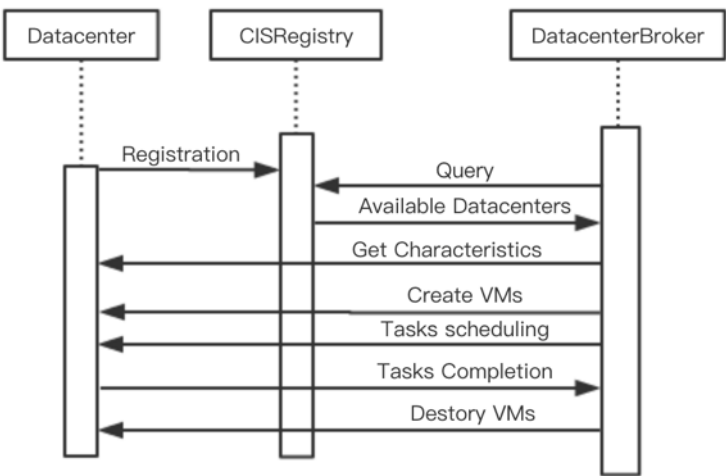 Datacenter
CISRegistry
DatacenterBroker
Registration
Query
Available Datacenters
Get Characteristics
Create VMs
Tasks scheduling
Tasks Completion
Destory VMs